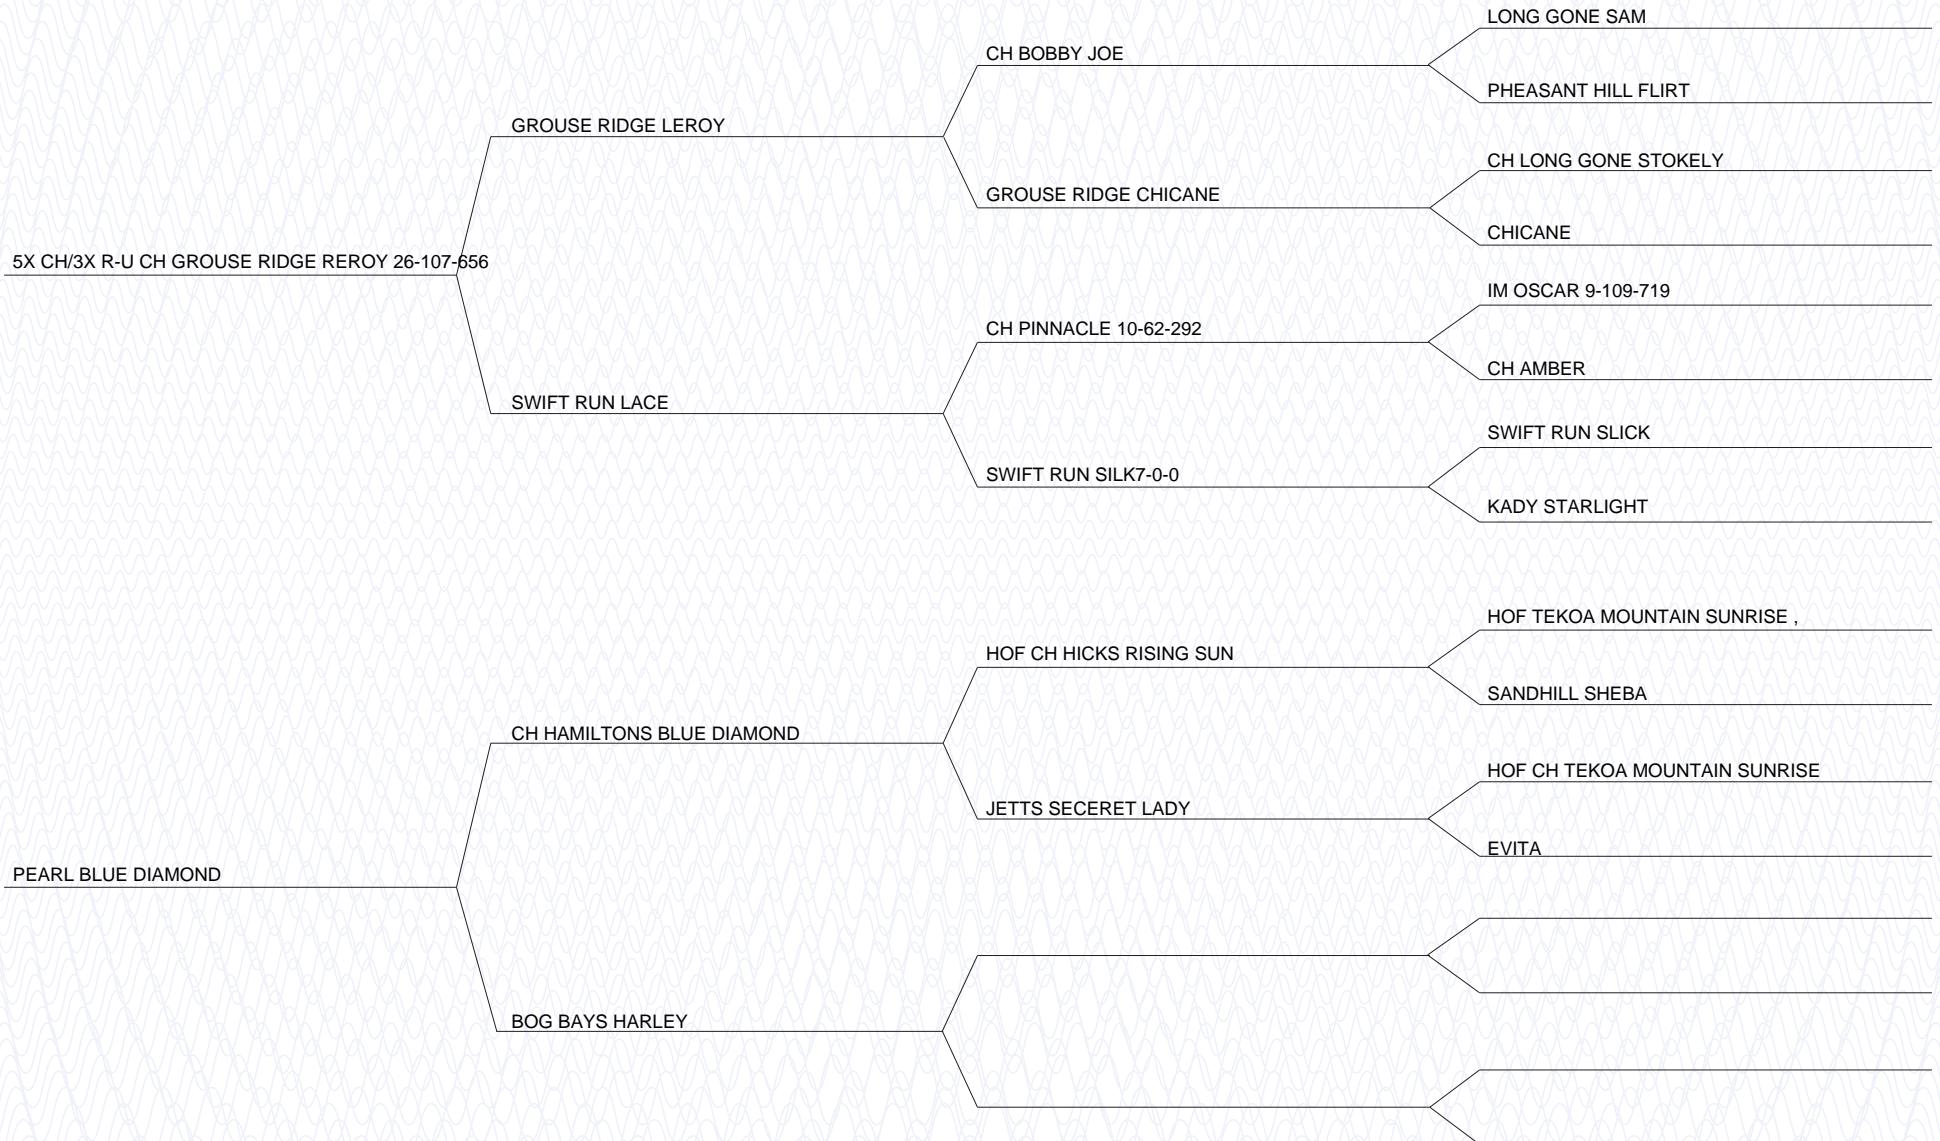 LONG GONE SAM
CH BOBBY JOE
PHEASANT HILL FLIRT
GROUSE RIDGE LEROY
CH LONG GONE STOKELY
GROUSE RIDGE CHICANE
CHICANE
5X CH/3X R-U CH GROUSE RIDGE REROY 26-107-656
IM OSCAR 9-109-719
CH PINNACLE 10-62-292
CH AMBER
SWIFT RUN LACE
SWIFT RUN SLICK
SWIFT RUN SILK7-0-0
KADY STARLIGHT
HOF TEKOA MOUNTAIN SUNRISE ,
HOF CH HICKS RISING SUN
SANDHILL SHEBA
CH HAMILTONS BLUE DIAMOND
HOF CH TEKOA MOUNTAIN SUNRISE
JETTS SECERET LADY
EVITA
PEARL BLUE DIAMOND
BOG BAYS HARLEY